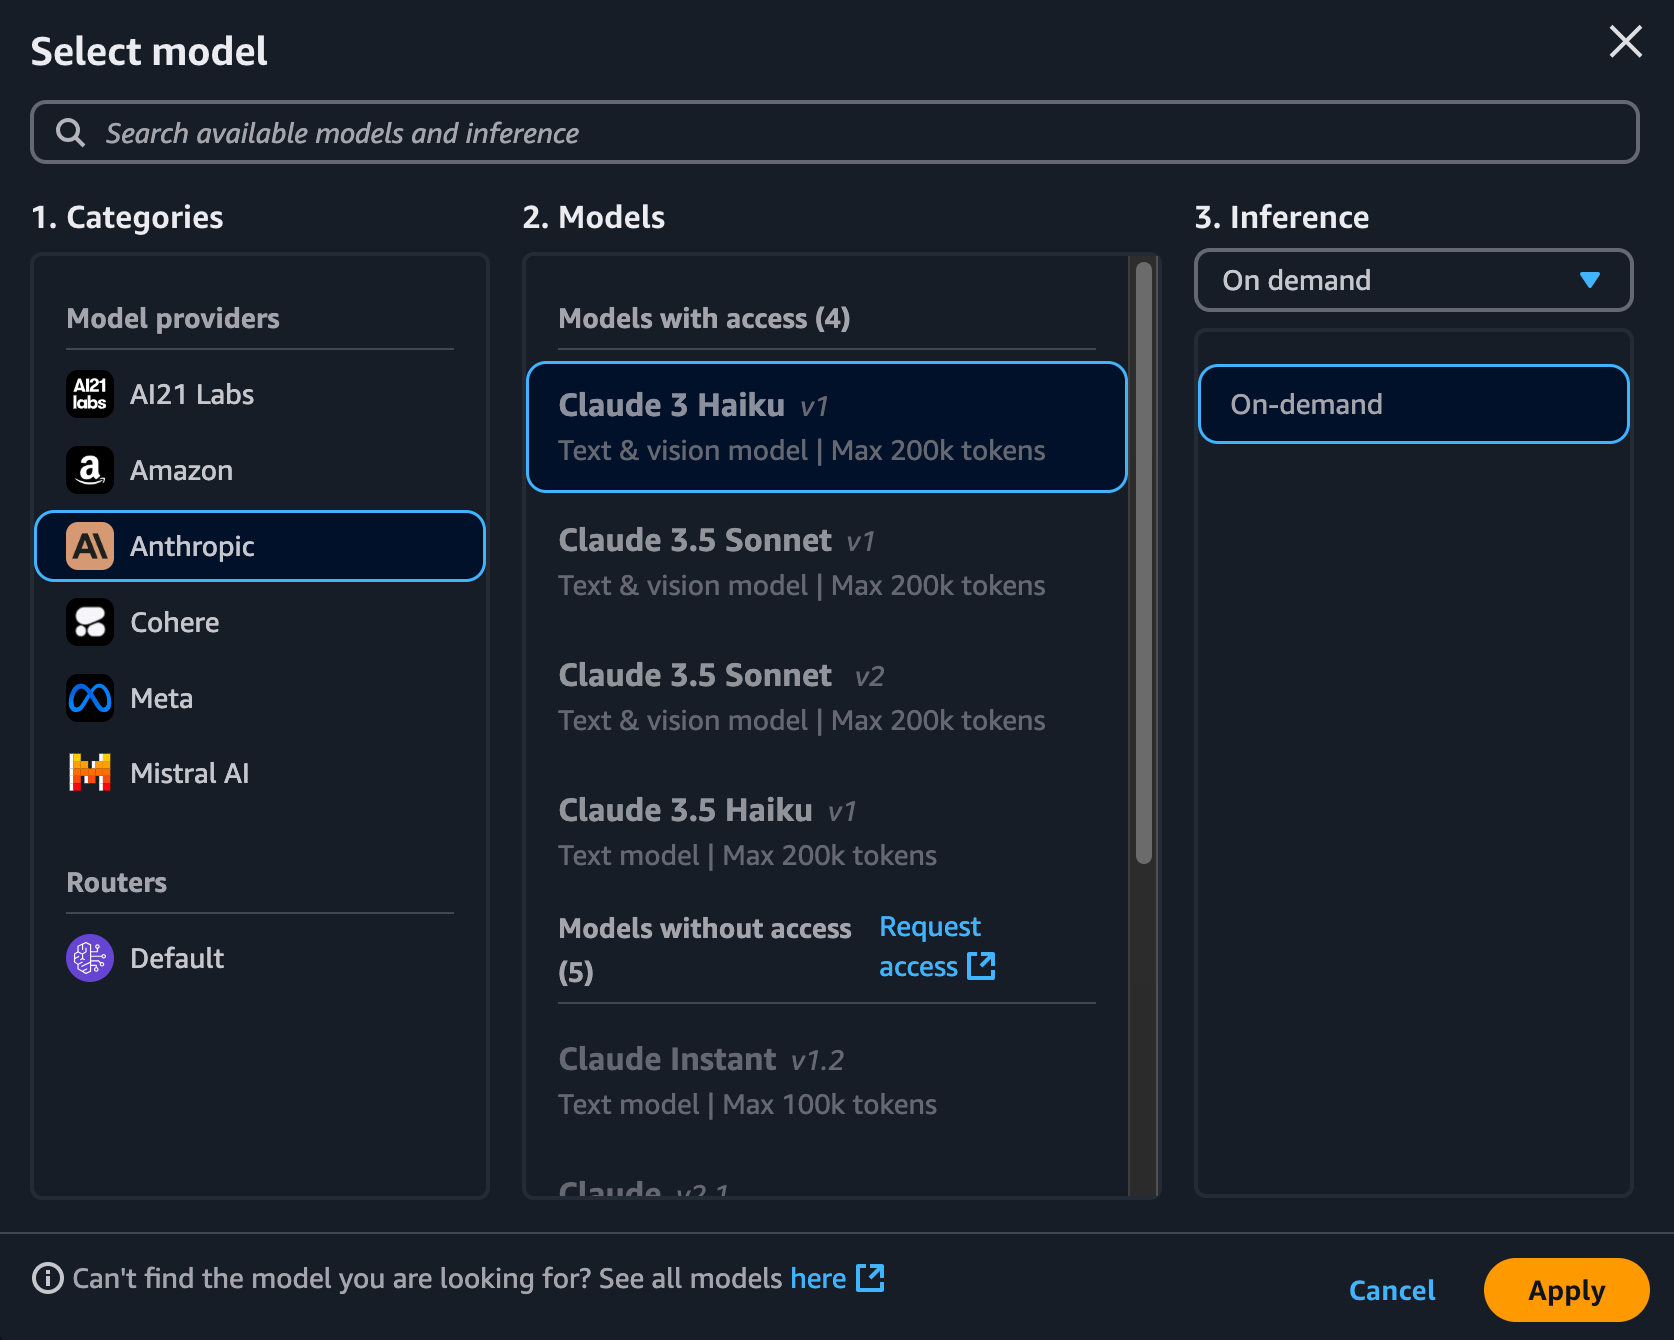 Select model
Search available models and inference
1. Categories
Model providers
AI21 labs
AI21 Labs
Amazon
Anthropic
Cohere
Meta
Mistral AI
Routers
Default
2. Models
Models with access (4)
Claude 3 Haiku v1
Text & vision model | Max 200k tokens
Claude 3.5 Sonnet v1
Text & vision model | Max 200k tokens
Claude 3.5 Sonnet v2
Text & vision model | Max 200k tokens
Claude 3.5 Haiku v1
Text model | Max 200k tokens
Models without access
(5)
Request
access
Claude Instant v1.2
Text model | Max 100k tokens
Claude v2.1
3. Inference
On demand
On-demand
Can't find the model you are looking for? See all models here
Cancel
Apply